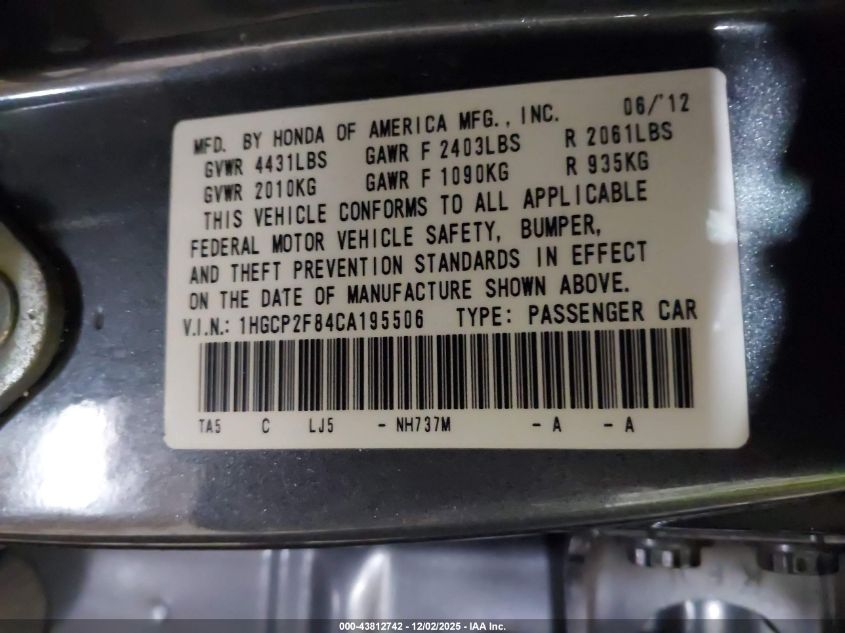 MFD. BY HONDA OF AMERICA MFG., INC. 06/'12
GVWR 4431LBS GAWR F 2403LBS R 2061LBS
GVWR 2010KG GAWR F 1090KG R 935KG
THIS VEHICLE CONFORMS TO ALL APPLICABLE
FEDERAL MOTOR VEHICLE SAFETY, BUMPER,
AND THEFT PREVENTION STANDARDS IN EFFECT
ON THE DATE OF MANUFACTURE SHOWN ABOVE.
V.I.N.: 1HGCP2F84CA195506 TYPE: PASSENGER CAR
TA5 C LJ5 - NH737M - A - A
000-43812742 - 12/02/2025 - IAA Inc.